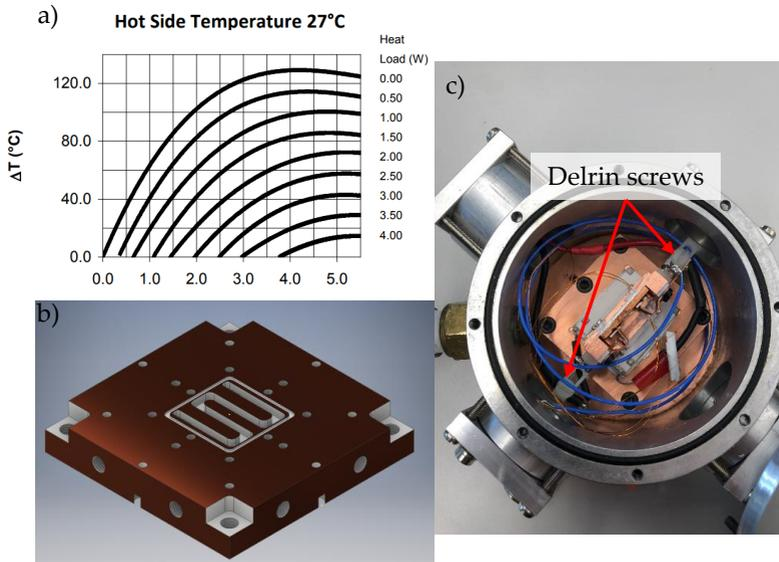 a)
Hot Side Temperature 27°C
Heat
Load (W)
0.00
0.50
1.00
1.50
2.00
2.50
3.00
3.50
4.00
120.0
80.0
40.0
0.0
ΔT (°C)
0.0 1.0 2.0 3.0 4.0 5.0
b)
c)
Delrin screws